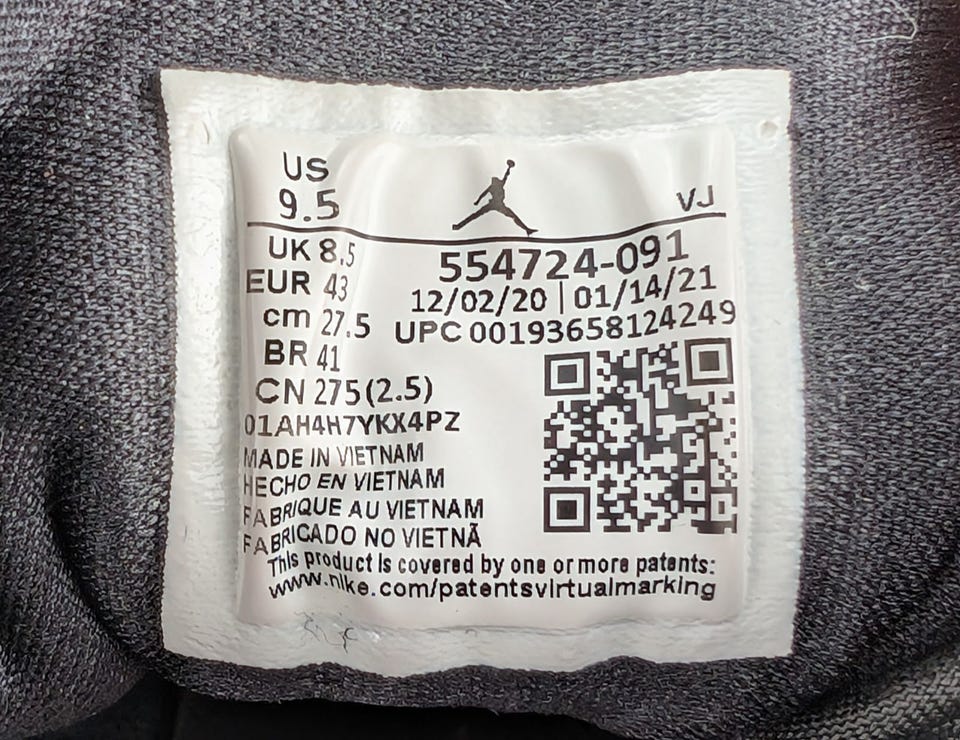 US
9.5
VJ
UK 8.5
EUR 43
cm 27.5
BR 41
CN 275(2.5)
01AH4H7YKX4PZ
554724-091
12/02/20 | 01/14/21
UPC 00193658124249
MADE IN VIETNAM
HECHO EN VIETNAM
FABRIQUE AU VIETNAM
FABRICADO NO VIETNÃ
This product is covered by one or more patents:
www.nike.com/patentsvirtualmarking